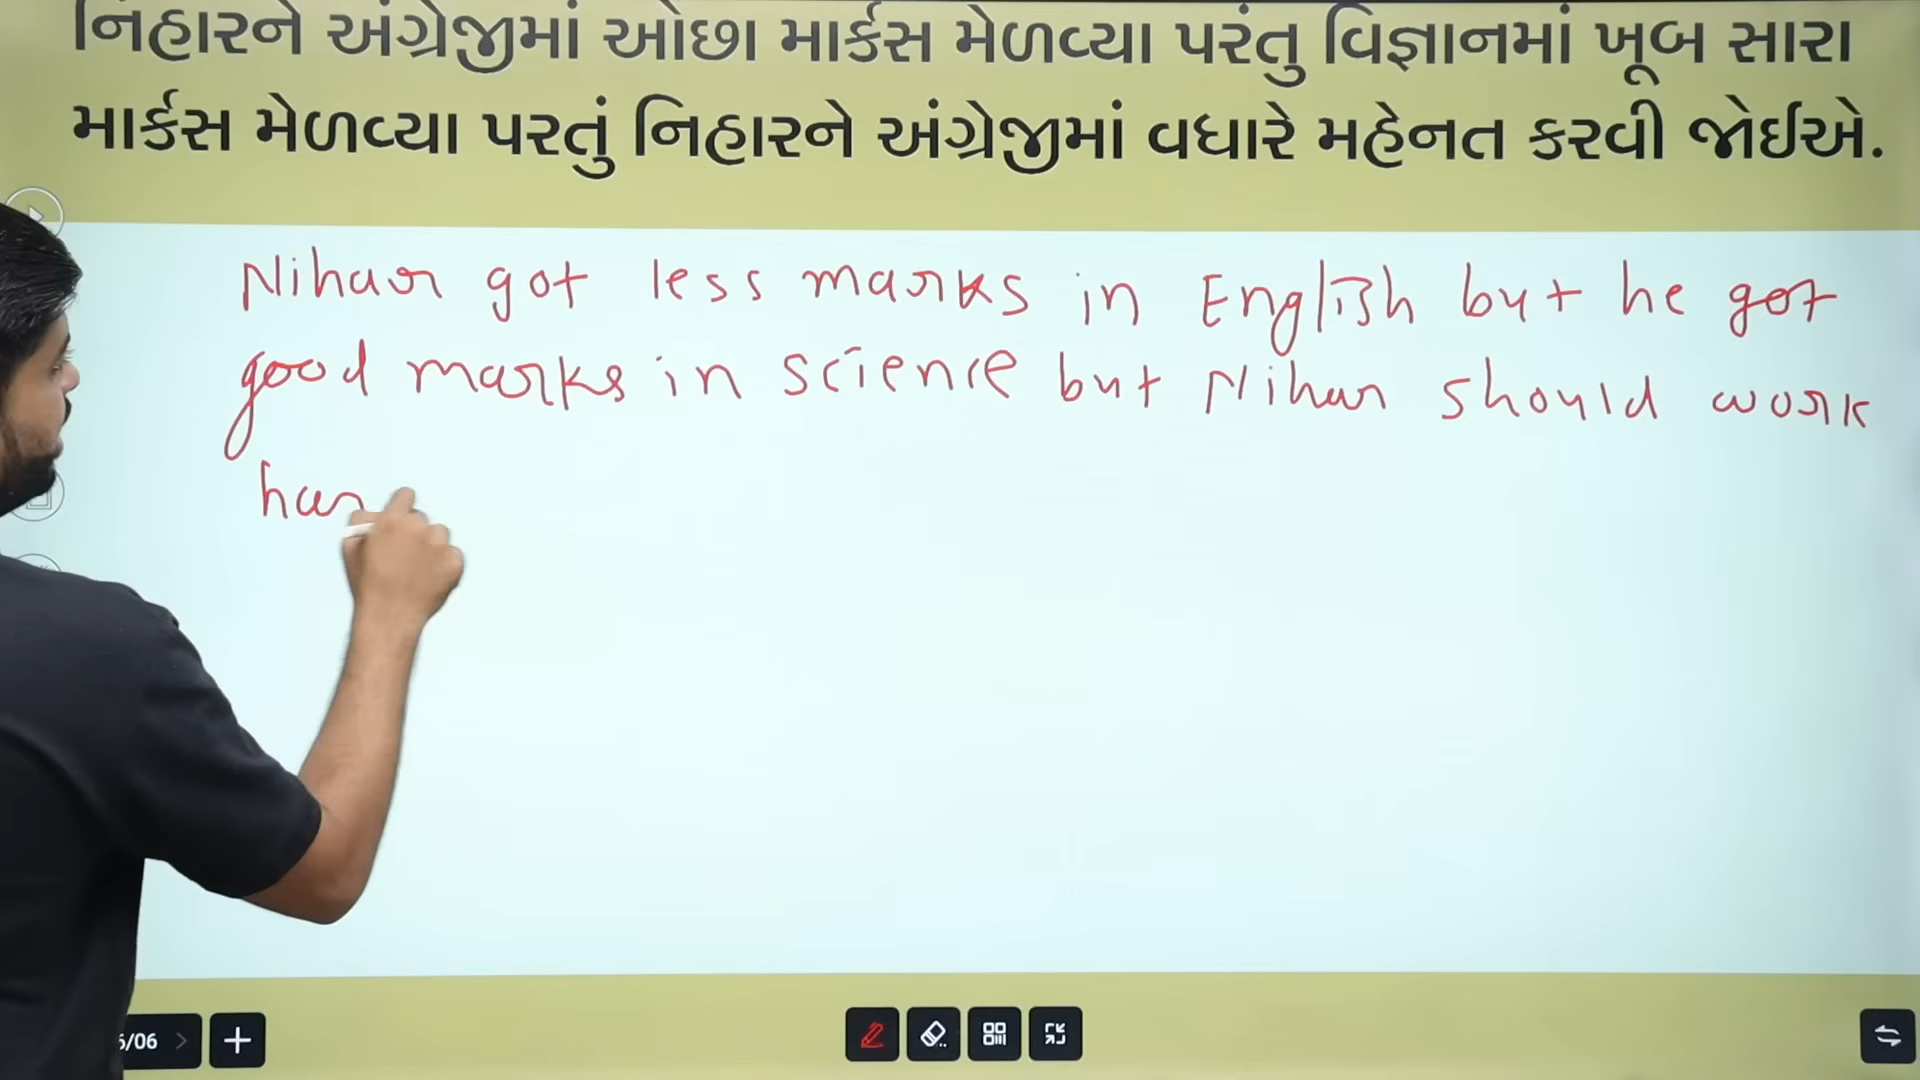 નિહારને અંગ્રેજીમાં ઓછા માર્ક્સ મેળવ્યા પરંતુ વિજ્ઞાનમાં ખૂબ સારા
માર્ક્સ મેળવ્યા પરતું નિહારને અંગ્રેજીમાં વધારે મહેનત કરવી જોઈએ.
Nihar got less marks in English but he got
good marks in science but Nihar should work
har
6/06